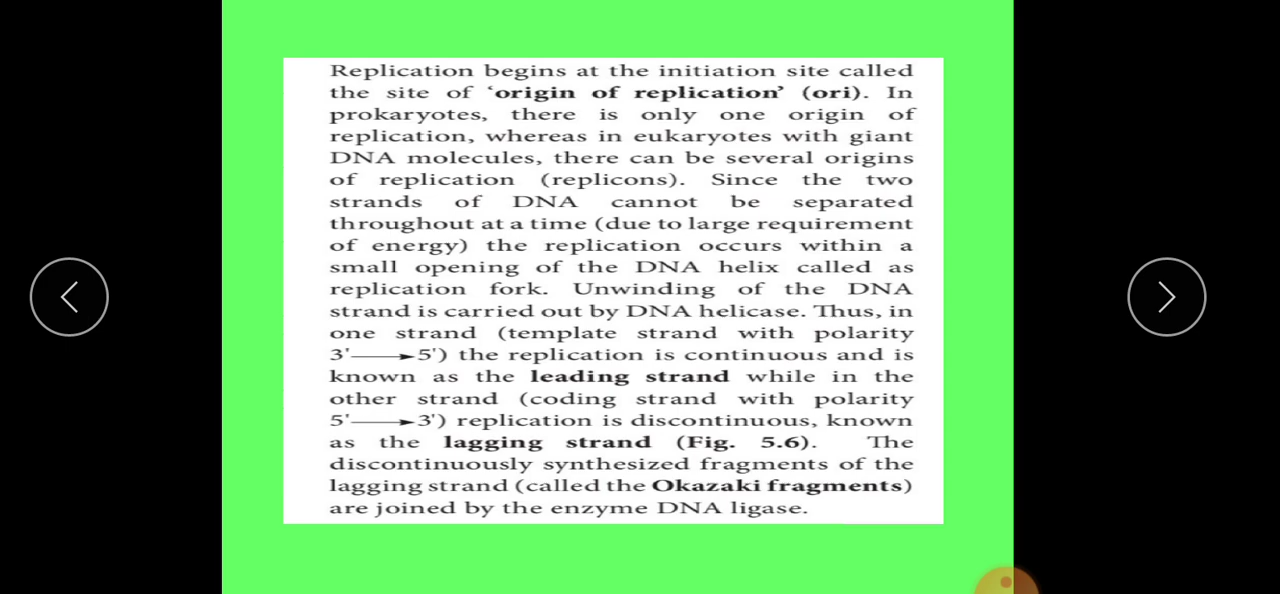 Replication begins at the initiation site called
the site of ‘origin of replication’ (ori). In
prokaryotes, there is only one origin of
replication, whereas in eukaryotes with giant
DNA molecules, there can be several origins
of replication (replicons). Since the two
strands of DNA cannot be separated
throughout at a time (due to large requirement
of energy) the replication occurs within a
small opening of the DNA helix called as
replication fork. Unwinding of the DNA
strand is carried out by DNA helicase. Thus, in
one strand (template strand with polarity
3'⟶5') the replication is continuous and is
known as the leading strand while in the
other strand (coding strand with polarity
5'⟶3') replication is discontinuous, known
as the lagging strand (Fig. 5.6). The
discontinuously synthesized fragments of the
lagging strand (called the Okazaki fragments)
are joined by the enzyme DNA ligase.